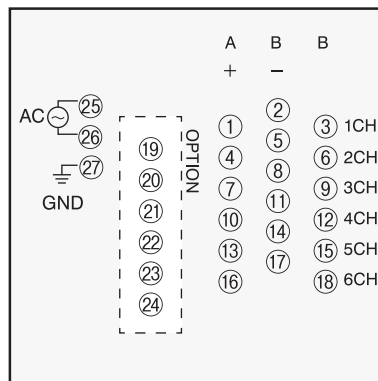 A B B
+ −
AC 25
26
27
GND
OPTION
19
20
21
22
23
24
2
1 3 1CH
5
4 6 2CH
8
7 9 3CH
11
10 12 4CH
14
13 15 5CH
17
16 18 6CH